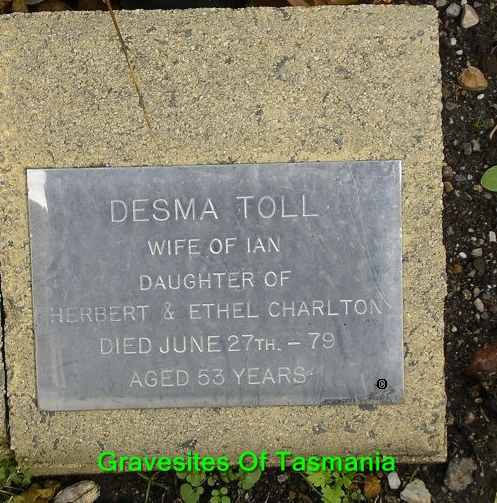 DESMA TOLL
WIFE OF IAN
DAUGHTER OF
HERBERT & ETHEL CHARLTON
DIED JUNE 27TH. - 79
AGED 53 YEARS
©
Gravesites Of Tasmania